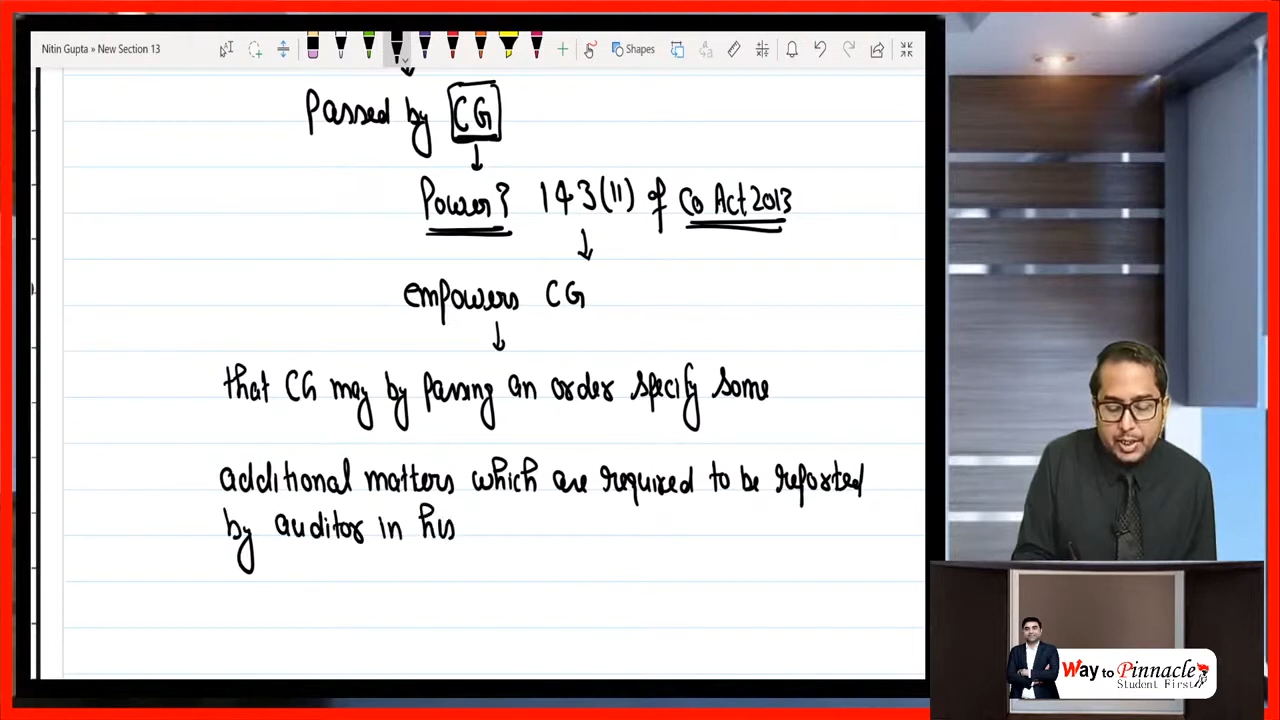 Nitin Gupta » New Section 13
Shapes
Passed by CG
Power? 143(11) of Co Act 2013
empowers CG
that CG may by passing an order specify some
additional matters which are required to be reported
by auditor in his
Way to Pinnacle
Student First